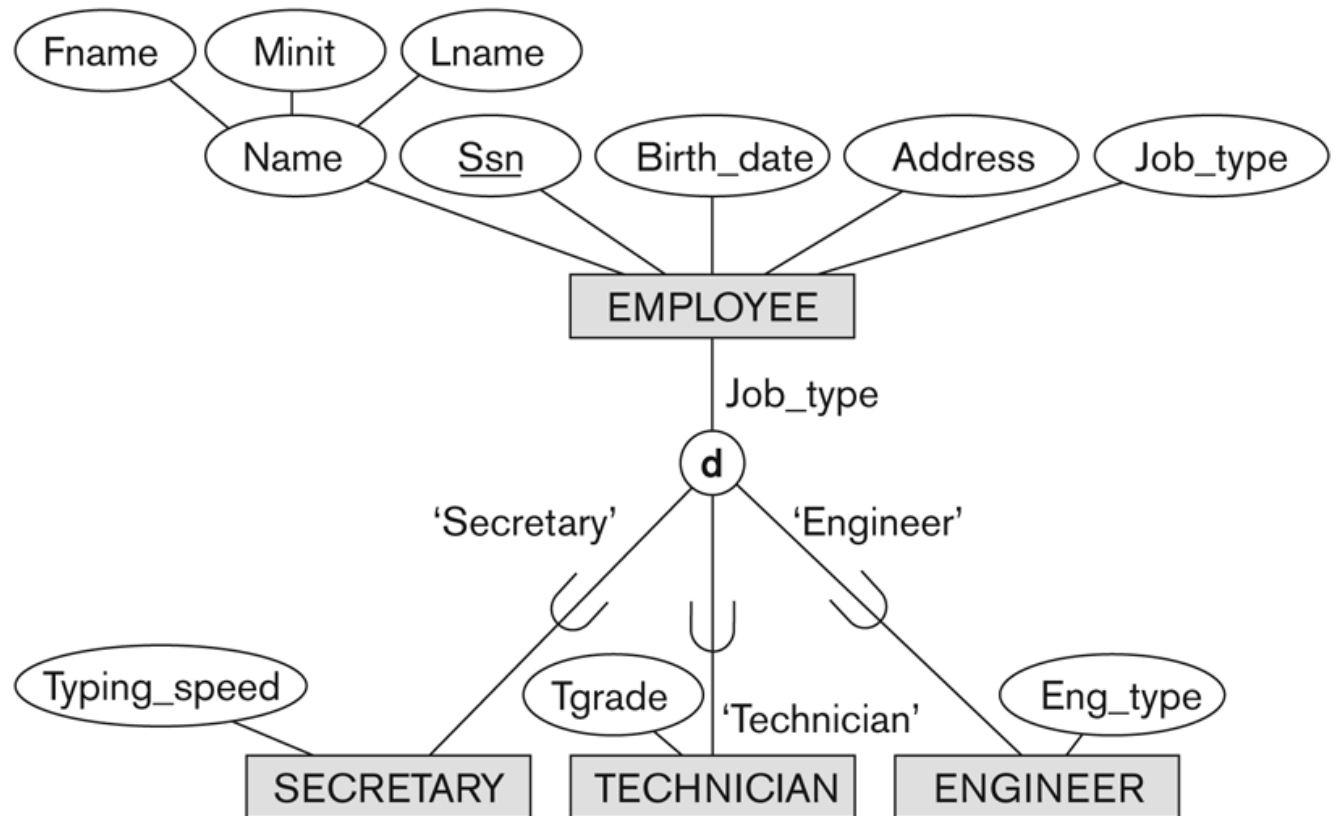 Fname
Minit
Lname
Name
Ssn
Birth_date
Address
Job_type
EMPLOYEE
Job_type
d
‘Secretary’
‘Engineer’
Typing_speed
Tgrade
‘Technician’
Eng_type
SECRETARY
TECHNICIAN
ENGINEER